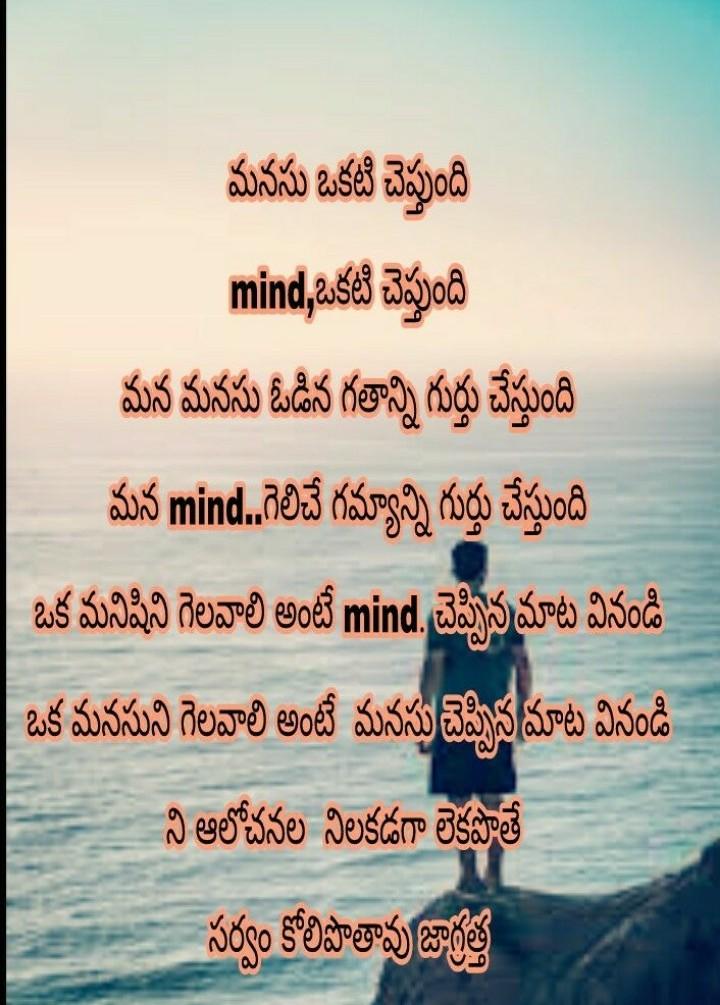 మనసు ఒకటి చెప్తుంది
mind,ఒకటి చెప్తుంది
మన మనసు ఓడిన గతాన్ని గుర్తు చేస్తుంది
మన mind..గెలిచే గమ్యాన్ని గుర్తు చేస్తుంది
ఒక మనిషిని గెలవాలి అంటే mind. చెప్పిన మాట వినండి
ఒక మనసుని గెలవాలి అంటే మనసు చెప్పిన మాట వినండి
ని ఆలోచనల నిలకడగా లెకపొతే
సర్వం కోలిపొతావు జాగ్రత్త